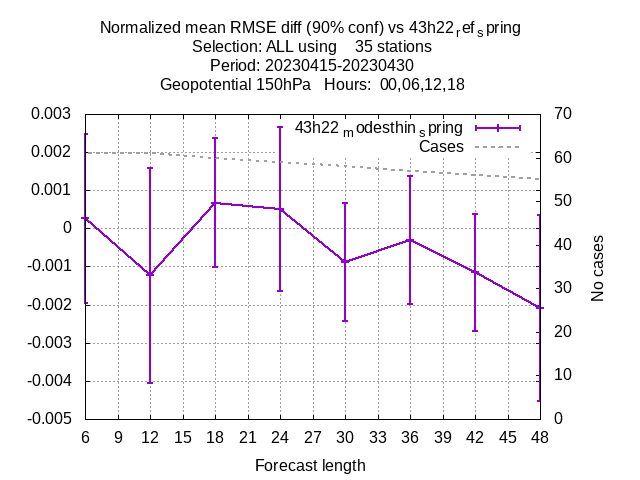 Normalized mean RMSE diff (90% conf) vs 43h22refspring
Selection: ALL using 35 stations
Period: 20230415-20230430
Geopotential 150hPa Hours: 00,06,12,18
43h22modesthinspring
Cases
0.003
0.002
0.001
0
-0.001
-0.002
-0.003
-0.004
-0.005
70
60
50
40
30
20
10
0
No cases
6 9 12 15 18 21 24 27 30 33 36 39 42 45 48
Forecast length